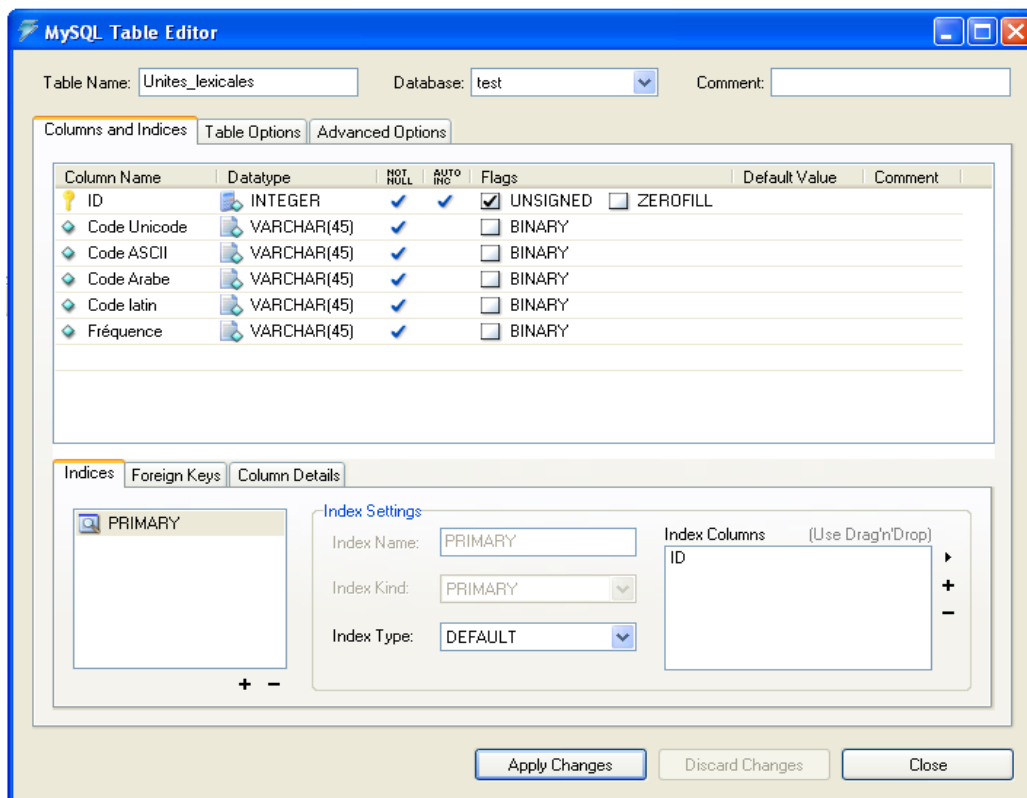 MySQL Table Editor
Table Name: Unites_lexicales Database: test Comment:
Columns and Indices Table Options Advanced Options
Column Name Datatype NOT NULL AUTO INC Flags Default Value Comment
ID INTEGER UNSIGNED ZEROFILL
Code Unicode VARCHAR(45) BINARY
Code ASCII VARCHAR(45) BINARY
Code Arabe VARCHAR(45) BINARY
Code latin VARCHAR(45) BINARY
Fréquence VARCHAR(45) BINARY
Indices Foreign Keys Column Details
PRIMARY
Index Settings
Index Name: PRIMARY
Index Kind: PRIMARY
Index Type: DEFAULT
Index Columns (Use Drag'n'Drop)
ID
Apply Changes Discard Changes Close